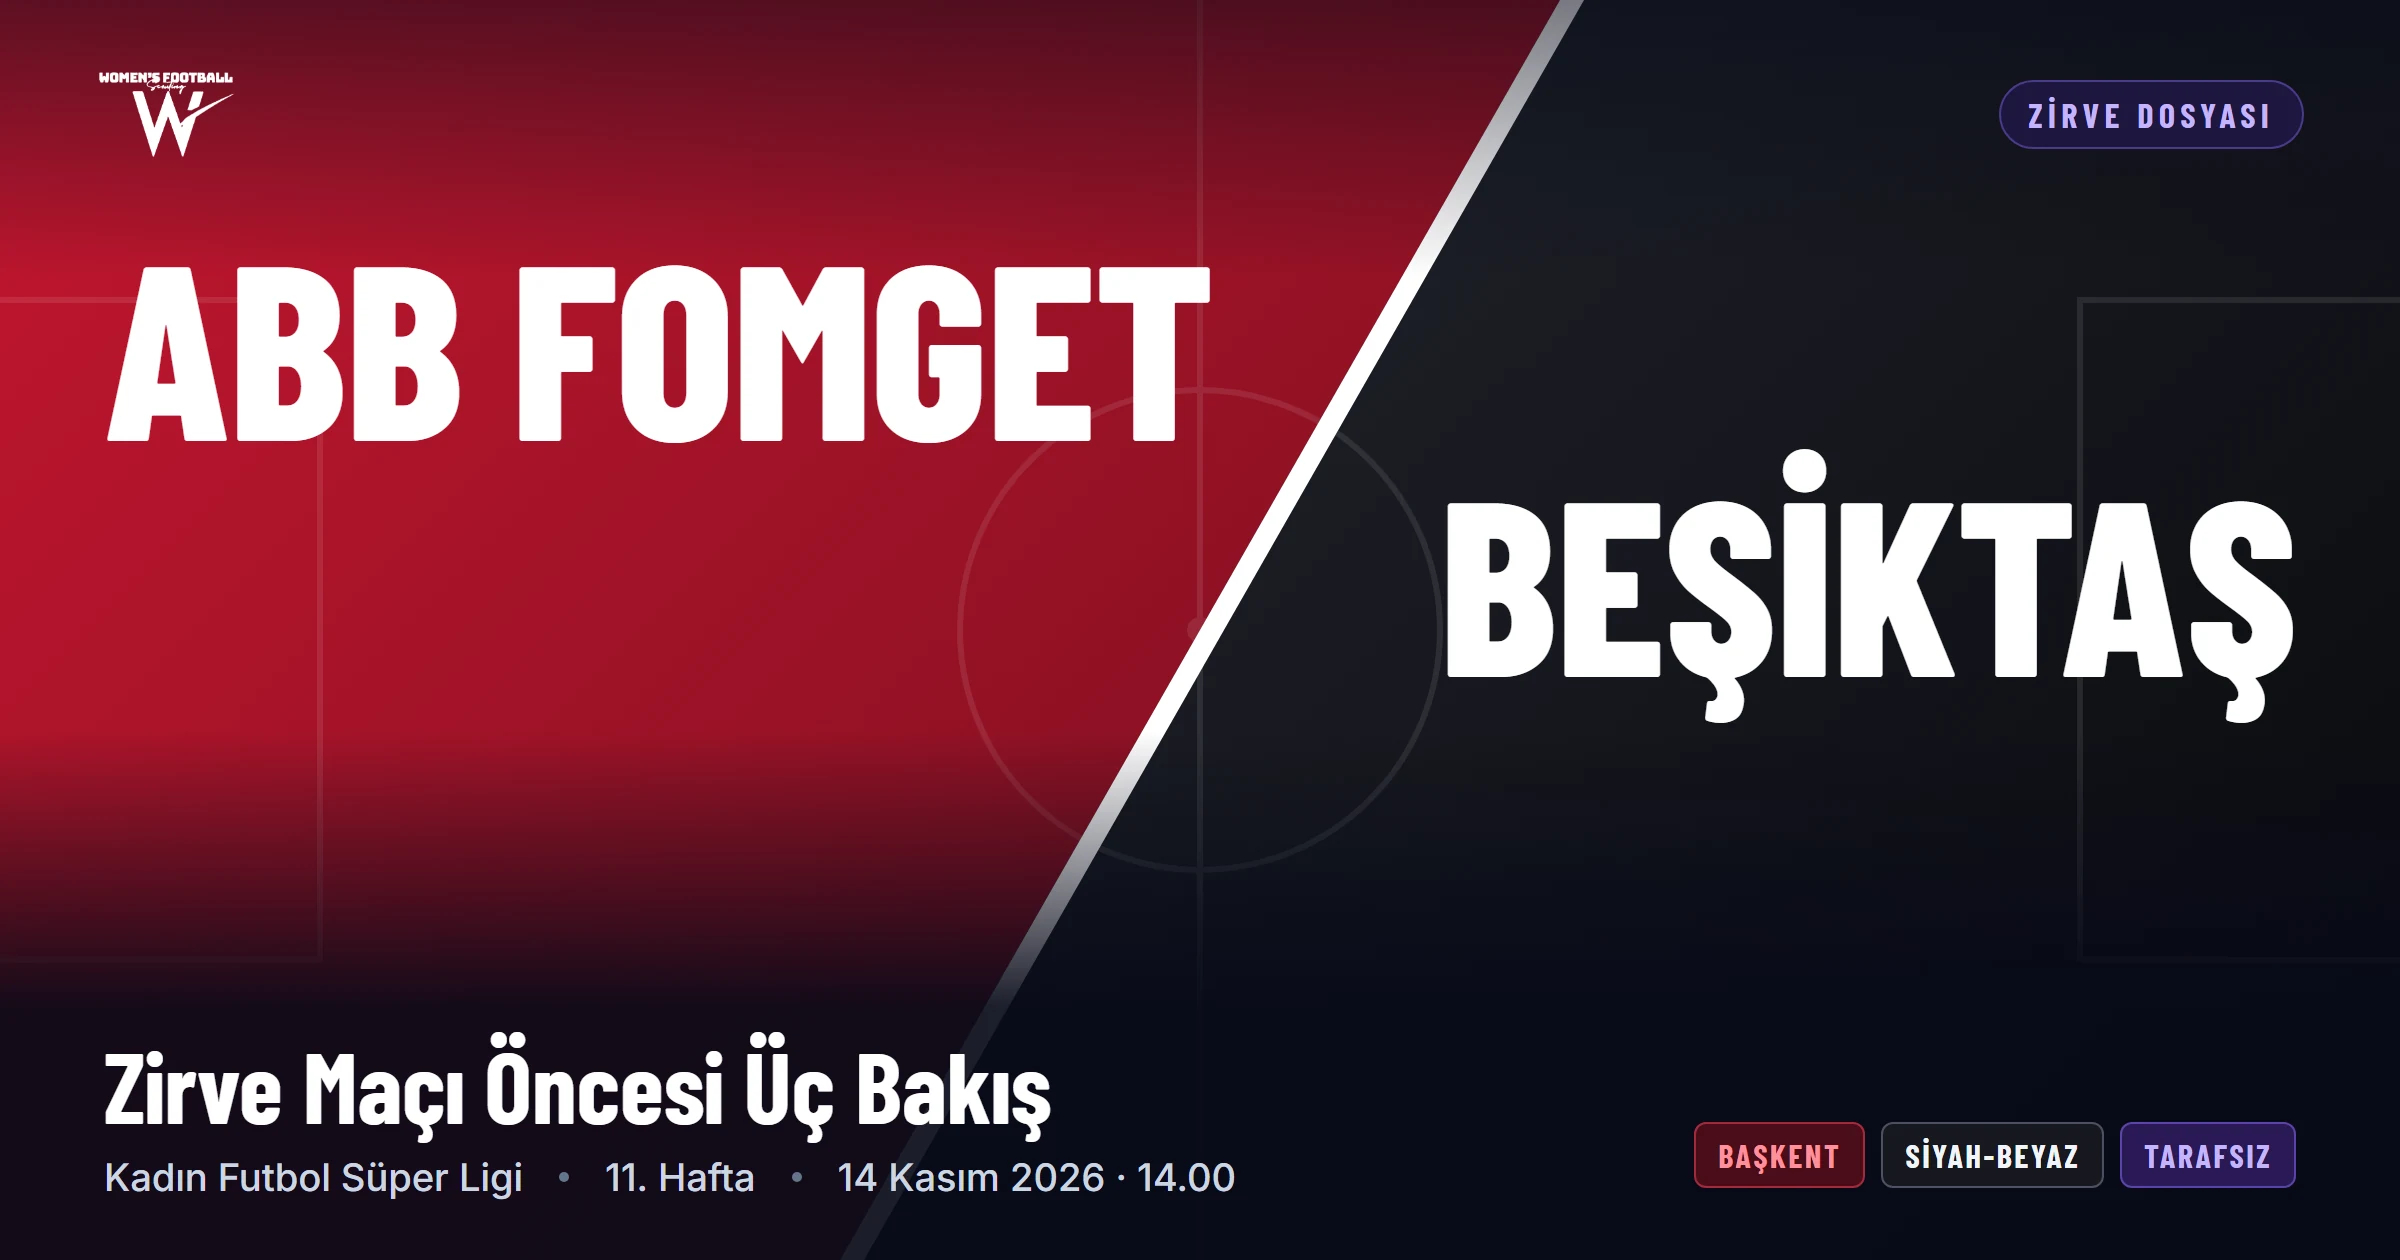 WOMEN'S FOOTBALL
ZİRVE DOSYASI
ABB FOMGET
BEŞİKTAŞ
Zirve Maçı Öncesi Üç Bakış
Kadın Futbol Süper Ligi • 11. Hafta • 14 Kasım 2026 · 14.00
BAŞKENT SİYAH-BEYAZ TARAFSIZ